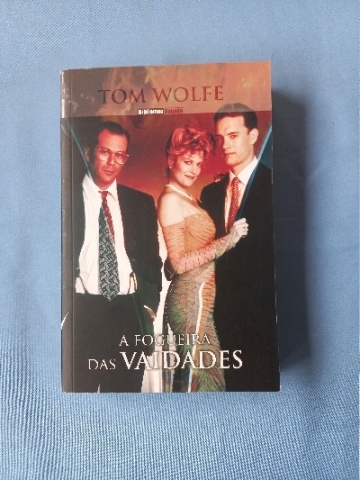 TOM WOLFE
A FOGUEIRA
DAS VAIDADES